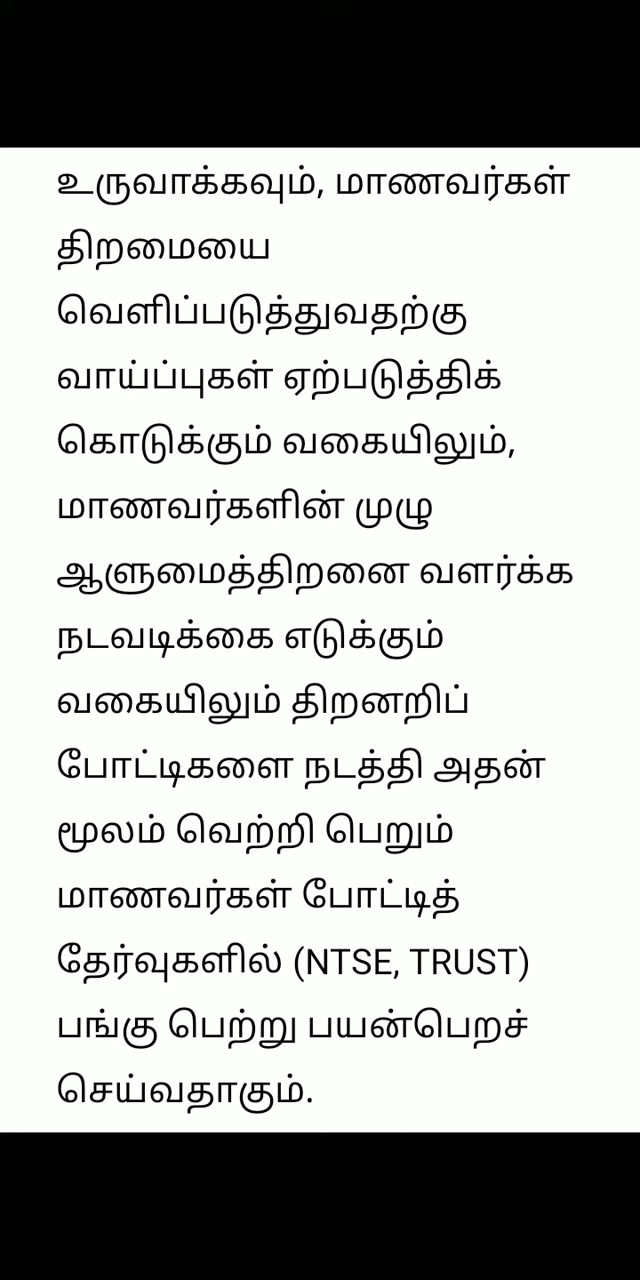 உருவாக்கவும், மாணவர்கள்
திறமையை
வெளிப்படுத்துவதற்கு
வாய்ப்புகள் ஏற்படுத்திக்
கொடுக்கும் வகையிலும்,
மாணவர்களின் முழு
ஆளுமைத்திறனை வளர்க்க
நடவடிக்கை எடுக்கும்
வகையிலும் திறனறிப்
போட்டிகளை நடத்தி அதன்
மூலம் வெற்றி பெறும்
மாணவர்கள் போட்டித்
தேர்வுகளில் (NTSE, TRUST)
பங்கு பெற்று பயன்பெறச்
செய்வதாகும்.